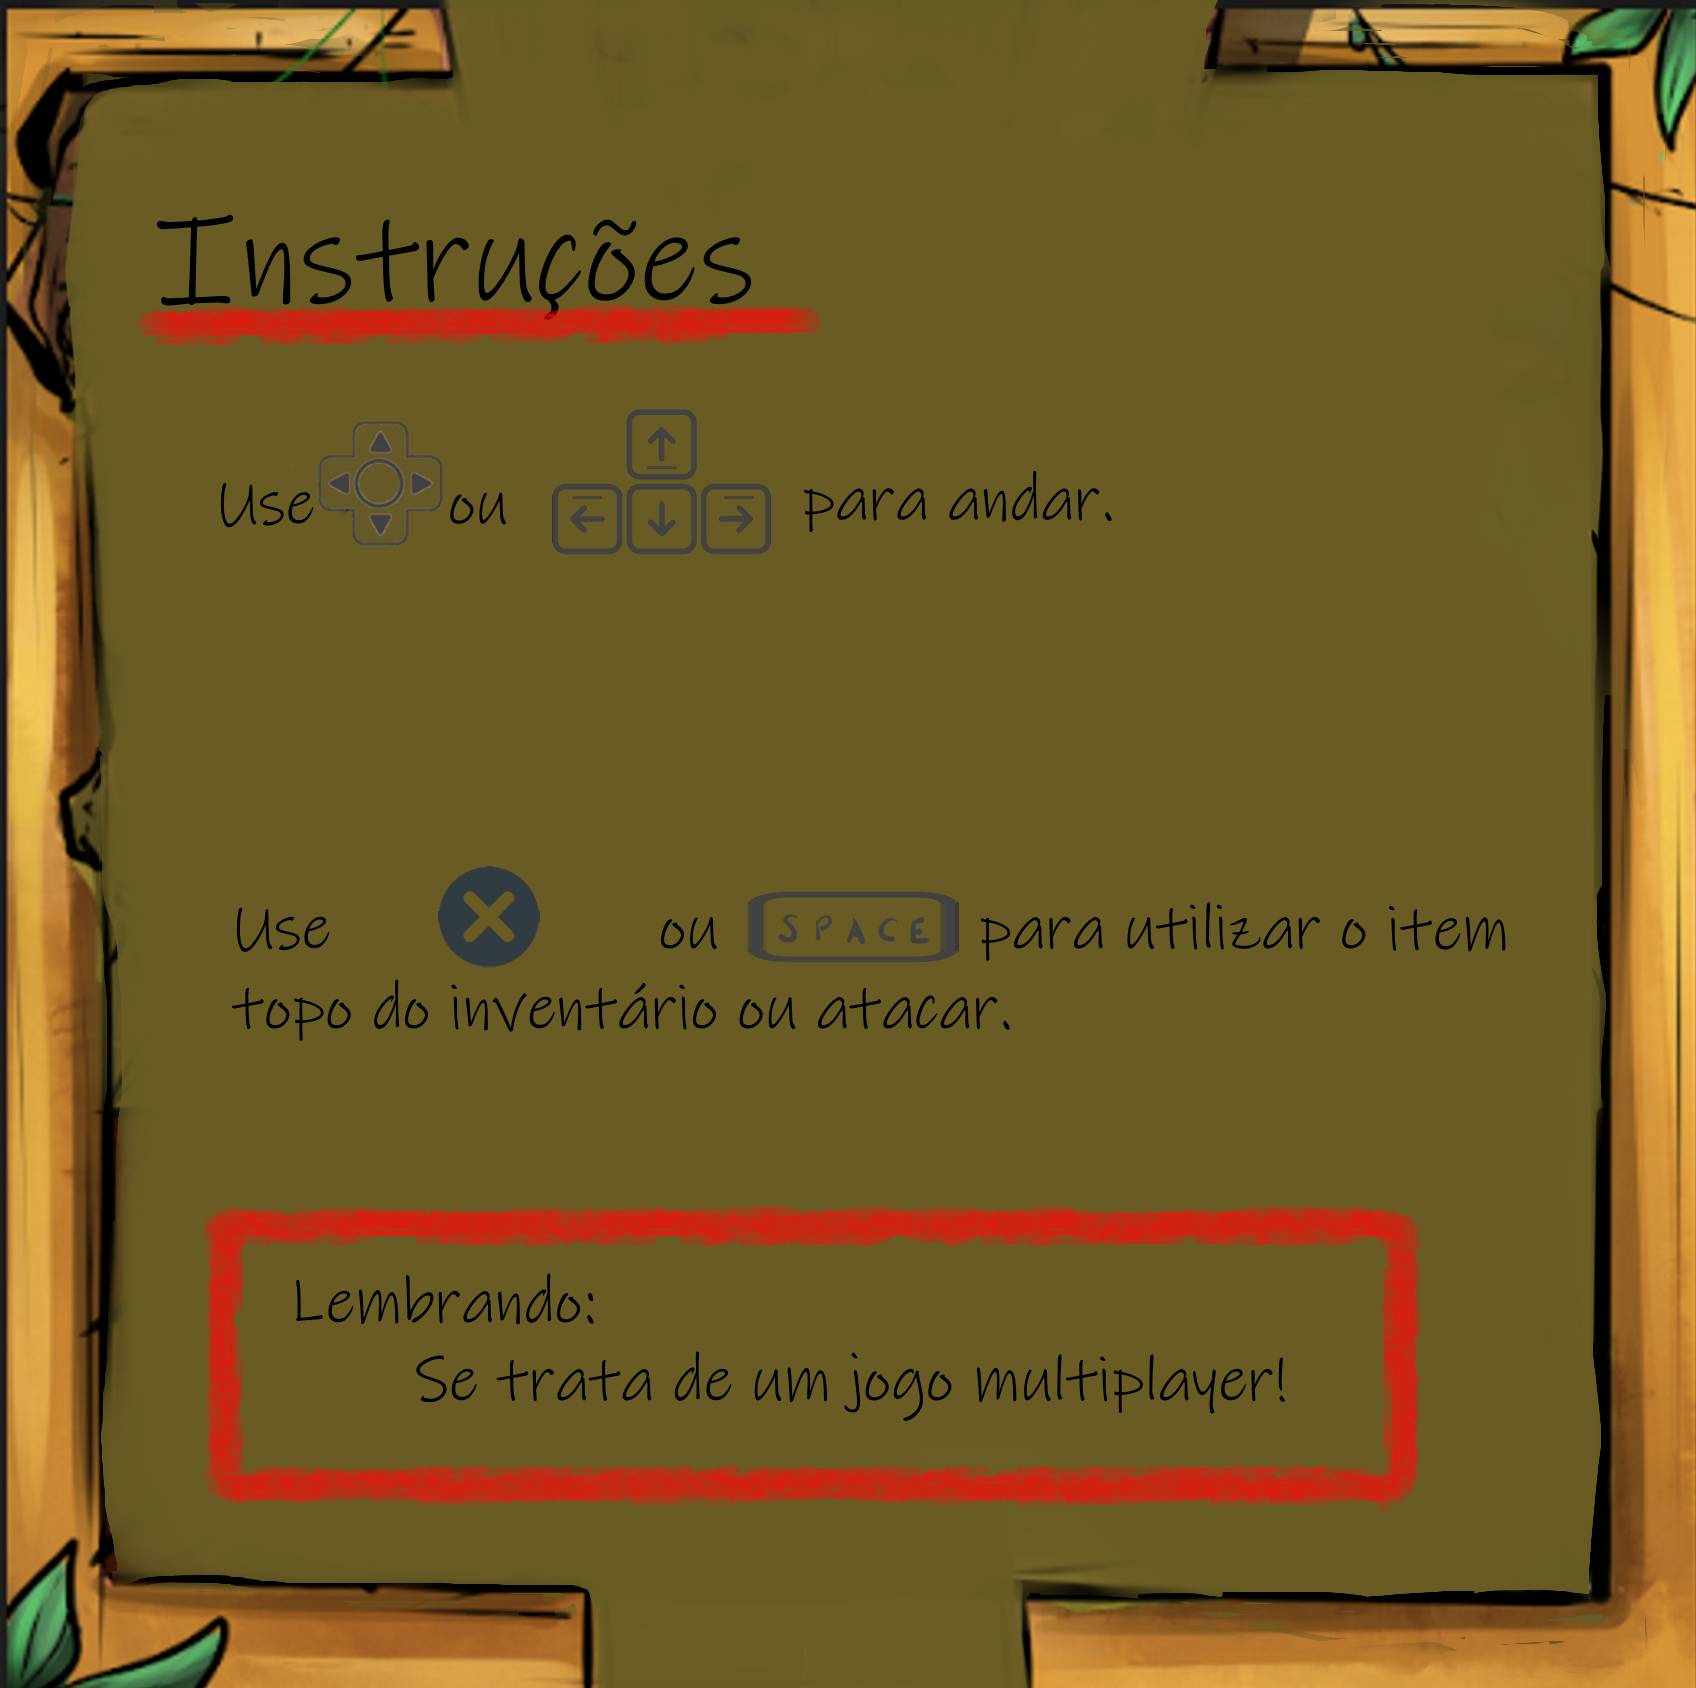 Instruções
Use ou para andar.
Use ou SPACE para utilizar o item
topo do inventário ou atacar.
Lembrando:
Se trata de um jogo multiplayer!